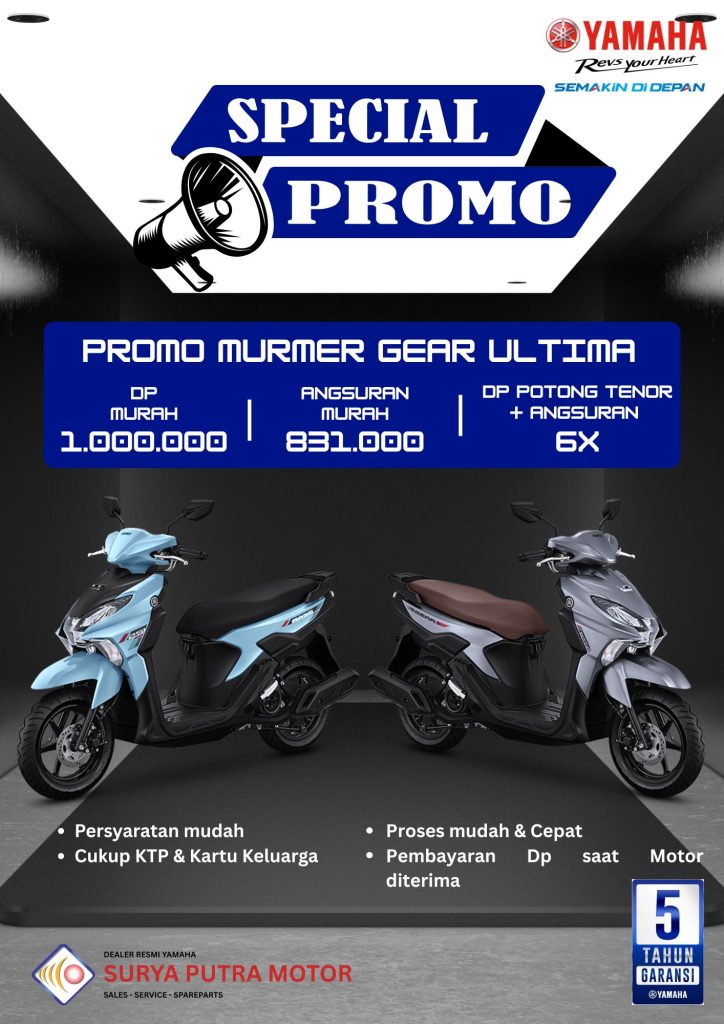 YAMAHA
Revs Your Heart
SEMAKIN Di DEPAN
SPECIAL
PROMO
PROMO MURMER GEAR ULTIMA
DP
MURAH
1.000.000
ANGSURAN
MURAH
831.000
DP POTONG TENOR
+ ANGSURAN
6X
• Persyaratan mudah
• Cukup KTP & Kartu Keluarga
• Proses mudah & Cepat
• Pembayaran Dp saat Motor
diterima
5
TAHUN
GARANSI
YAMAHA
DEALER RESMI YAMAHA
SURYA PUTRA MOTOR
SALES - SERVICE - SPAREPARTS